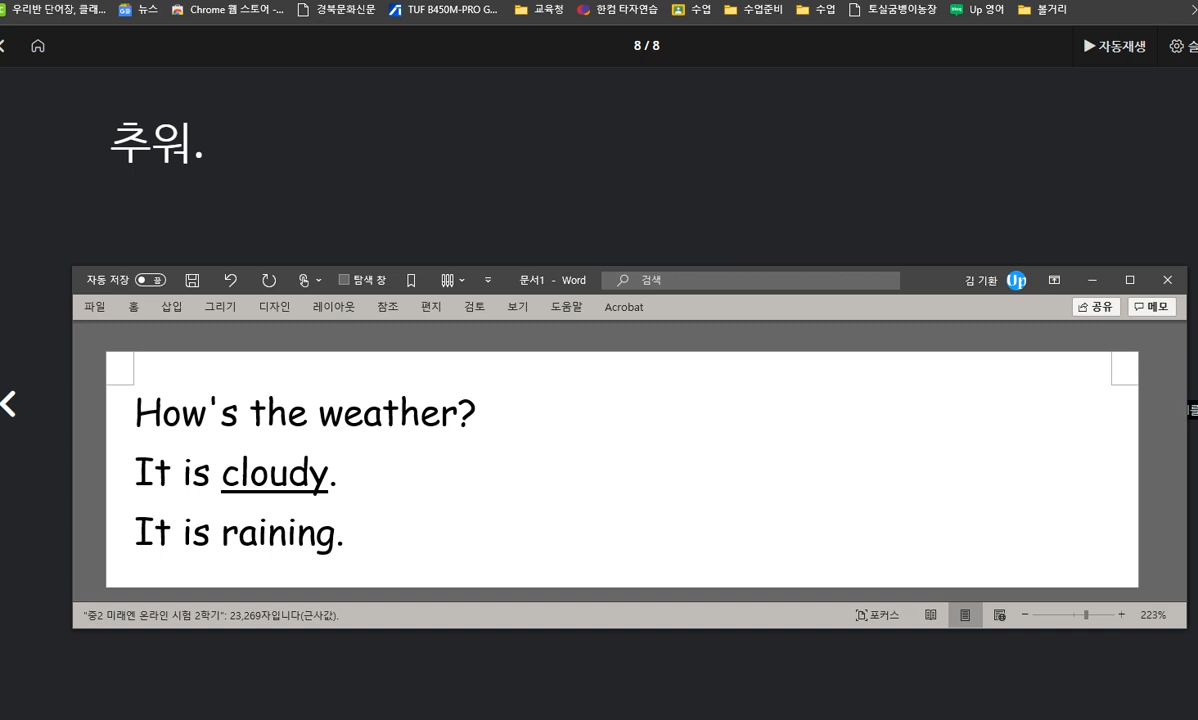 우리반 단어장, 클래... 뉴스 Chrome 웹 스토어 -... 경북문화신문 TUF B450M-PRO G... 교육청 한컴 타자연습 수업 수업준비 수업 토실굼벵이농장 Up 영어 볼거리
8 / 8 자동재생 슬
추워.
자동 저장 끔 탐색 창 문서1 - Word 검색 김 기환 Up
파일 홈 삽입 그리기 디자인 레이아웃 참조 편지 검토 보기 도움말 Acrobat 공유 메모
How's the weather?
It is cloudy.
It is raining.
"중2 미래엔 온라인 시험 2학기": 23,269자입니다(근사값). 포커스 223%